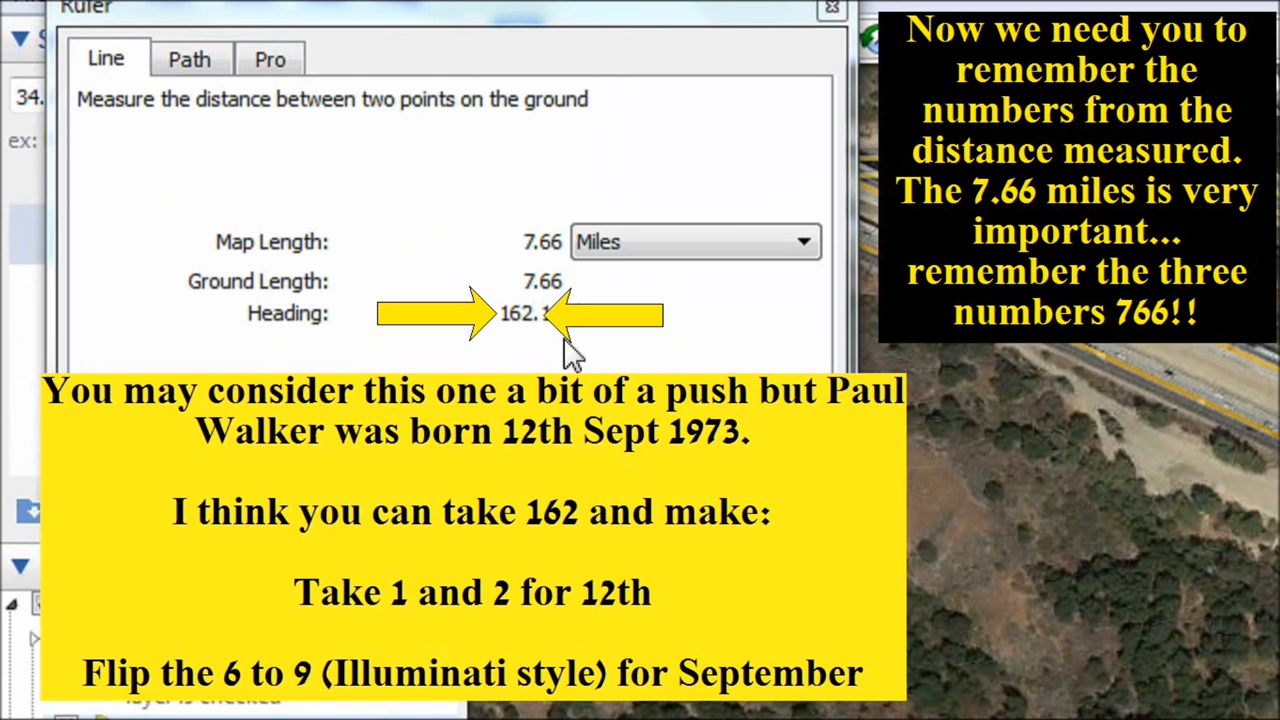 Ruler
Line
Path
Pro
Measure the distance between two points on the ground
34.
ex:
Map Length:
7.66
Miles
Ground Length:
7.66
Heading:
162.
Now we need you to
remember the
numbers from the
distance measured.
The 7.66 miles is very
important...
remember the three
numbers 766!!
You may consider this one a bit of a push but Paul
Walker was born 12th Sept 1973.
I think you can take 162 and make:
Take 1 and 2 for 12th
Flip the 6 to 9 (Illuminati style) for September
layer is checked